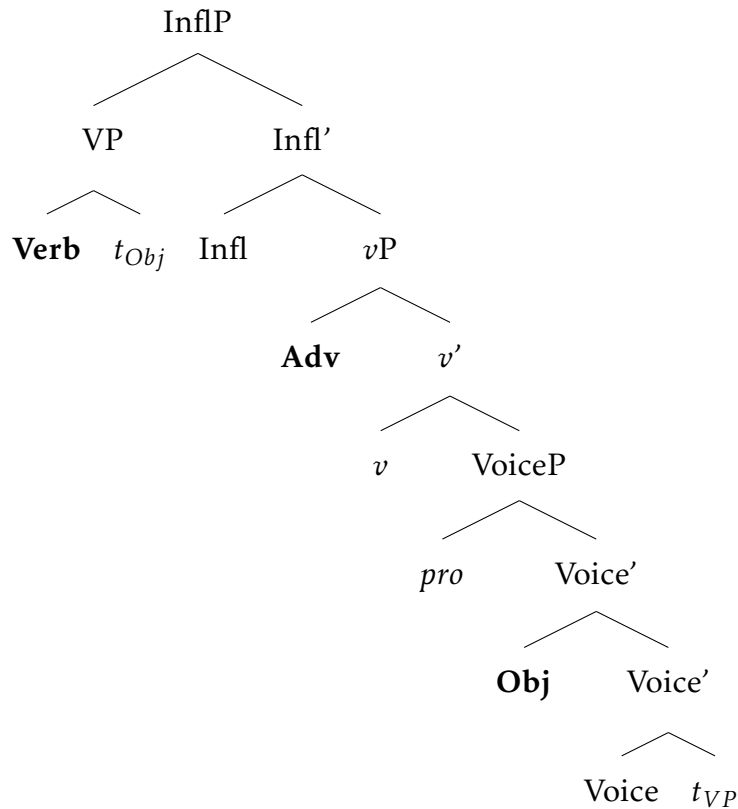 InflP
VP Infl’
Verb t_Obj Infl vP
Adv v’
v VoiceP
pro Voice’
Obj Voice’
Voice t_VP